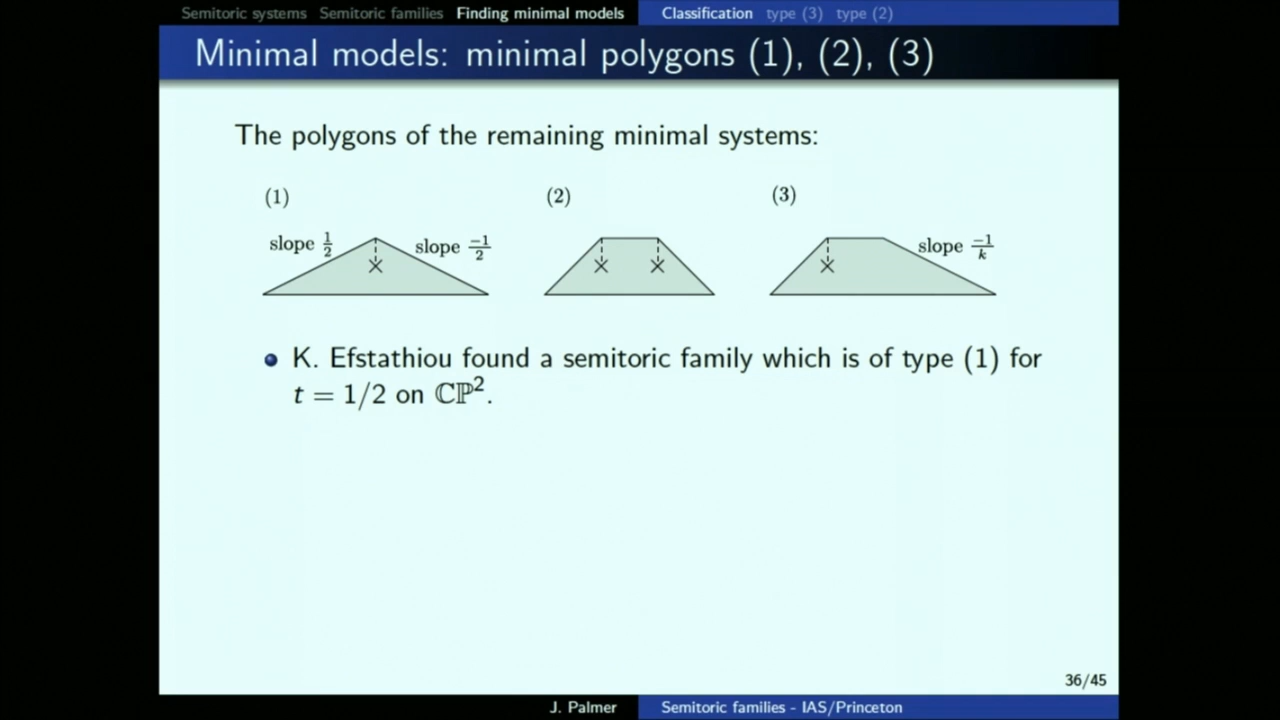 Semitoric systems Semitoric families Finding minimal models Classification type (3) type (2)
Minimal models: minimal polygons (1), (2), (3)
The polygons of the remaining minimal systems:
(1) (2) (3)
slope 1/2 slope -1/2 slope -1/k
K. Efstathiou found a semitoric family which is of type (1) for
t = 1/2 on ℂℙ².
36/45
J. Palmer Semitoric families - IAS/Princeton